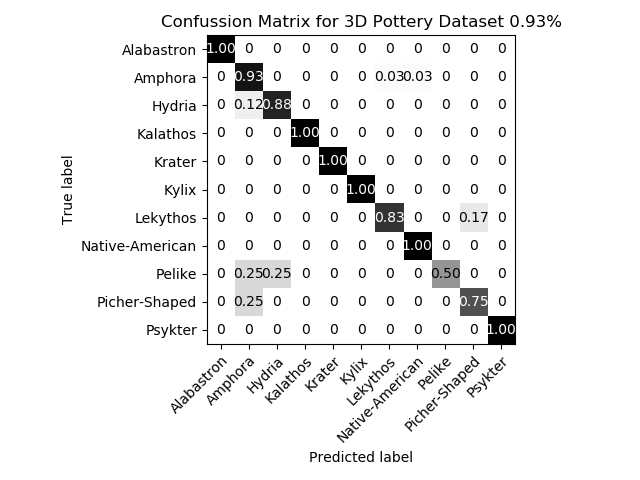 Confussion Matrix for 3D Pottery Dataset 0.93%
True label
Alabastron 1.00 0 0 0 0 0 0 0 0 0 0
Amphora 0 0.93 0 0 0 0 0.03 0.03 0 0 0
Hydria 0 0.12 0.88 0 0 0 0 0 0 0 0
Kalathos 0 0 0 1.00 0 0 0 0 0 0 0
Krater 0 0 0 0 1.00 0 0 0 0 0 0
Kylix 0 0 0 0 0 1.00 0 0 0 0 0
Lekythos 0 0 0 0 0 0 0.83 0 0 0.17 0
Native-American 0 0 0 0 0 0 0 1.00 0 0 0
Pelike 0 0.25 0.25 0 0 0 0 0 0.50 0 0
Picher-Shaped 0 0.25 0 0 0 0 0 0 0 0.75 0
Psykter 0 0 0 0 0 0 0 0 0 0 1.00
Alabastron Amphora Hydria Kalathos Krater Kylix Lekythos Native-American Pelike Picher-Shaped Psykter
Predicted label